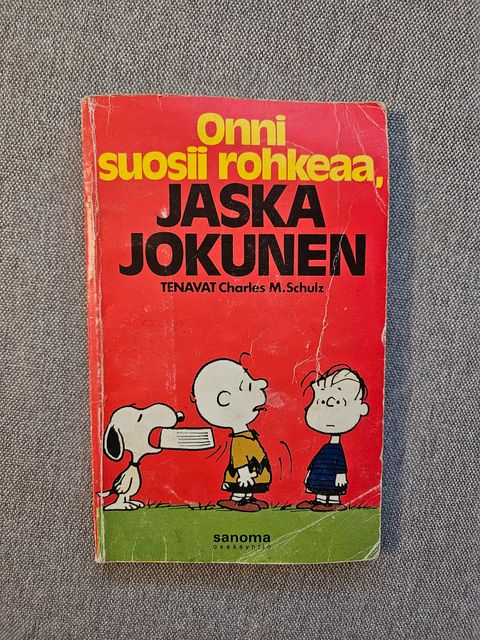 Onni
suosii rohkeaa,
JASKA
JOKUNEN
TENAVAT Charles M. Schulz
sanoma
osakeyhtiö